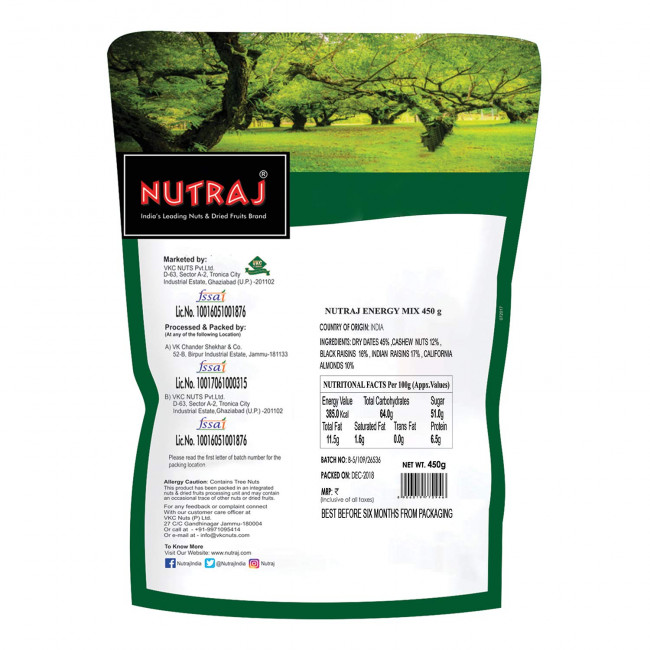 NUTRAJ®
India's Leading Nuts & Dried Fruits Brand
Marketed by:
VKC NUTS Pvt.Ltd.
D-63, Sector A-2, Tronica City
Industrial Estate, Ghaziabad (U.P.) -201102
fssai
Lic.No. 10016051001876
Processed & Packed by:
(At any of the following Location)
A) VK Chander Shekhar & Co.
52-B, Birpur Industrial Estate, Jammu-181133
fssai
Lic.No. 10017061000315
B) VKC NUTS Pvt.Ltd.
D-63, Sector A-2, Tronica City
Industrial Estate,Ghaziabad (U.P.) -201102
fssai
Lic.No. 10016051001876
Please read the first letter of batch number for the
packing location
Allergy Caution: Contains Tree Nuts
This product has been packed in an integrated
nuts & dried fruits processing unit and may contain
an occasional trace of other nuts or dried fruits.
For any feedback or complaint connect
With our customer care officer at
VKC Nuts (P) Ltd.
27 C/C Gandhinagar Jammu-180004
Or call at - +91-9971095414
Or e-mail at - info@vkcnuts.com
To Know More
Visit Our Website: www.nutraj.com
NutrajIndia @NutrajIndia Nutraj
NUTRAJ ENERGY MIX 450 g
COUNTRY OF ORIGIN: INDIA
INGREDIENTS: DRY DATES 45% ,CASHEW NUTS 12% ,
BLACK RAISINS 16% , INDIAN RAISINS 17% , CALIFORNIA
ALMONDS 10%
NUTRITONAL FACTS Per 100g (Appx.Values)
Energy Value Total Carbohydrates Sugar
385.0 Kcal 64.0g 51.0g
Total Fat Saturated Fat Trans Fat Protein
11.5g 1.6g 0.0g 6.5g
BATCH NO: B-5/109/26536
PACKED ON: DEC-2018
NET WT. 450g
MRP: ₹
(inclusive of all taxes)
BEST BEFORE SIX MONTHS FROM PACKAGING